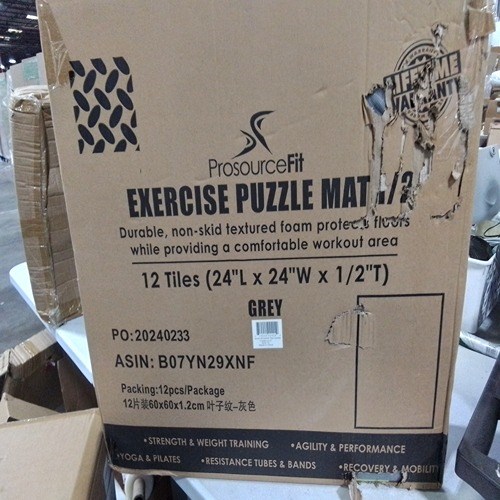 LIFETIME
WARRANTY
ProsourceFit
EXERCISE PUZZLE MAT 1/2
Durable, non-skid textured foam protects floors
while providing a comfortable workout area
12 Tiles (24"L x 24"W x 1/2"T)
GREY
PO:20240233
ASIN: B07YN29XNF
Packing:12pcs/Package
12片装60x60x1.2cm 叶子纹-灰色
•STRENGTH & WEIGHT TRAINING •AGILITY & PERFORMANCE
•YOGA & PILATES •RESISTANCE TUBES & BANDS •RECOVERY & MOBILITY